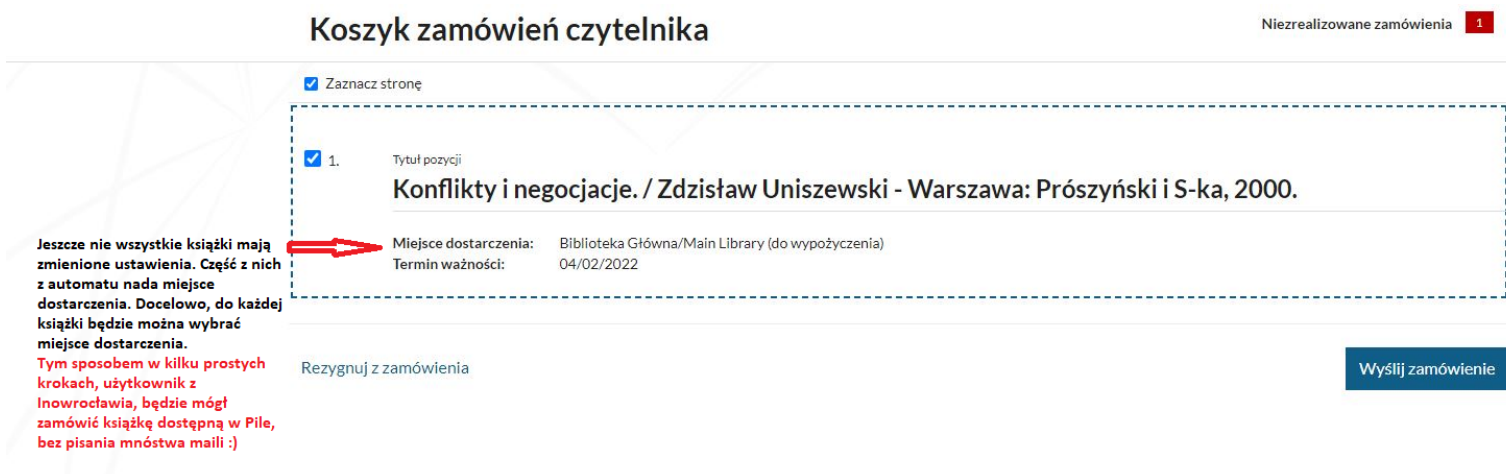 Koszyk zamówień czytelnika
Niezrealizowane zamówienia 1
Zaznacz stronę
1.
Tytuł pozycji
Konflikty i negocjacje. / Zdzisław Uniszewski - Warszawa: Prószyński i S-ka, 2000.
Miejsce dostarczenia: Biblioteka Główna/Main Library (do wypożyczenia)
Termin ważności: 04/02/2022
Jeszcze nie wszystkie książki mają
zmienione ustawienia. Część z nich
z automatu nada miejsce
dostarczenia. Docelowo, do każdej
książki będzie można wybrać
miejsce dostarczenia.
Tym sposobem w kilku prostych
krokach, użytkownik z
Inowrocławia, będzie mógł
zamówić książkę dostępną w Pile,
bez pisania mnóstwa maili :)
Rezygnuj z zamówienia
Wyślij zamówienie